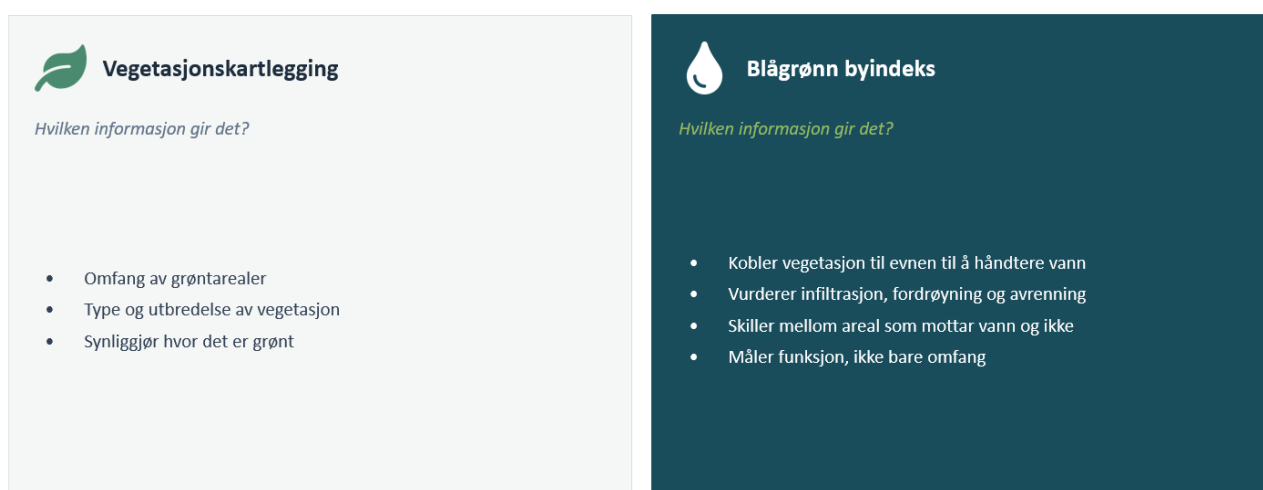 Vegetasjonskartlegging
Hvilken informasjon gir det?
• Omfang av grøntarealer
• Type og utbredelse av vegetasjon
• Synliggjør hvor det er grønt
Blågrønn byindeks
Hvilken informasjon gir det?
• Kobler vegetasjon til evnen til å håndtere vann
• Vurderer infiltrasjon, fordrøyning og avrenning
• Skiller mellom areal som mottar vann og ikke
• Måler funksjon, ikke bare omfang